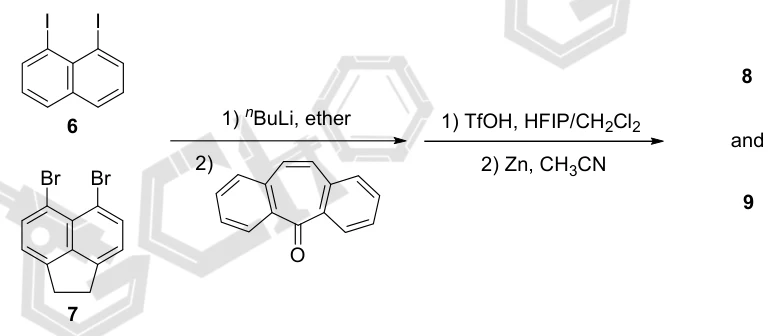 I I
6
Br Br
7
1) ⁿBuLi, ether
2)
O
1) TfOH, HFIP/CH₂Cl₂
2) Zn, CH₃CN
8
and
9